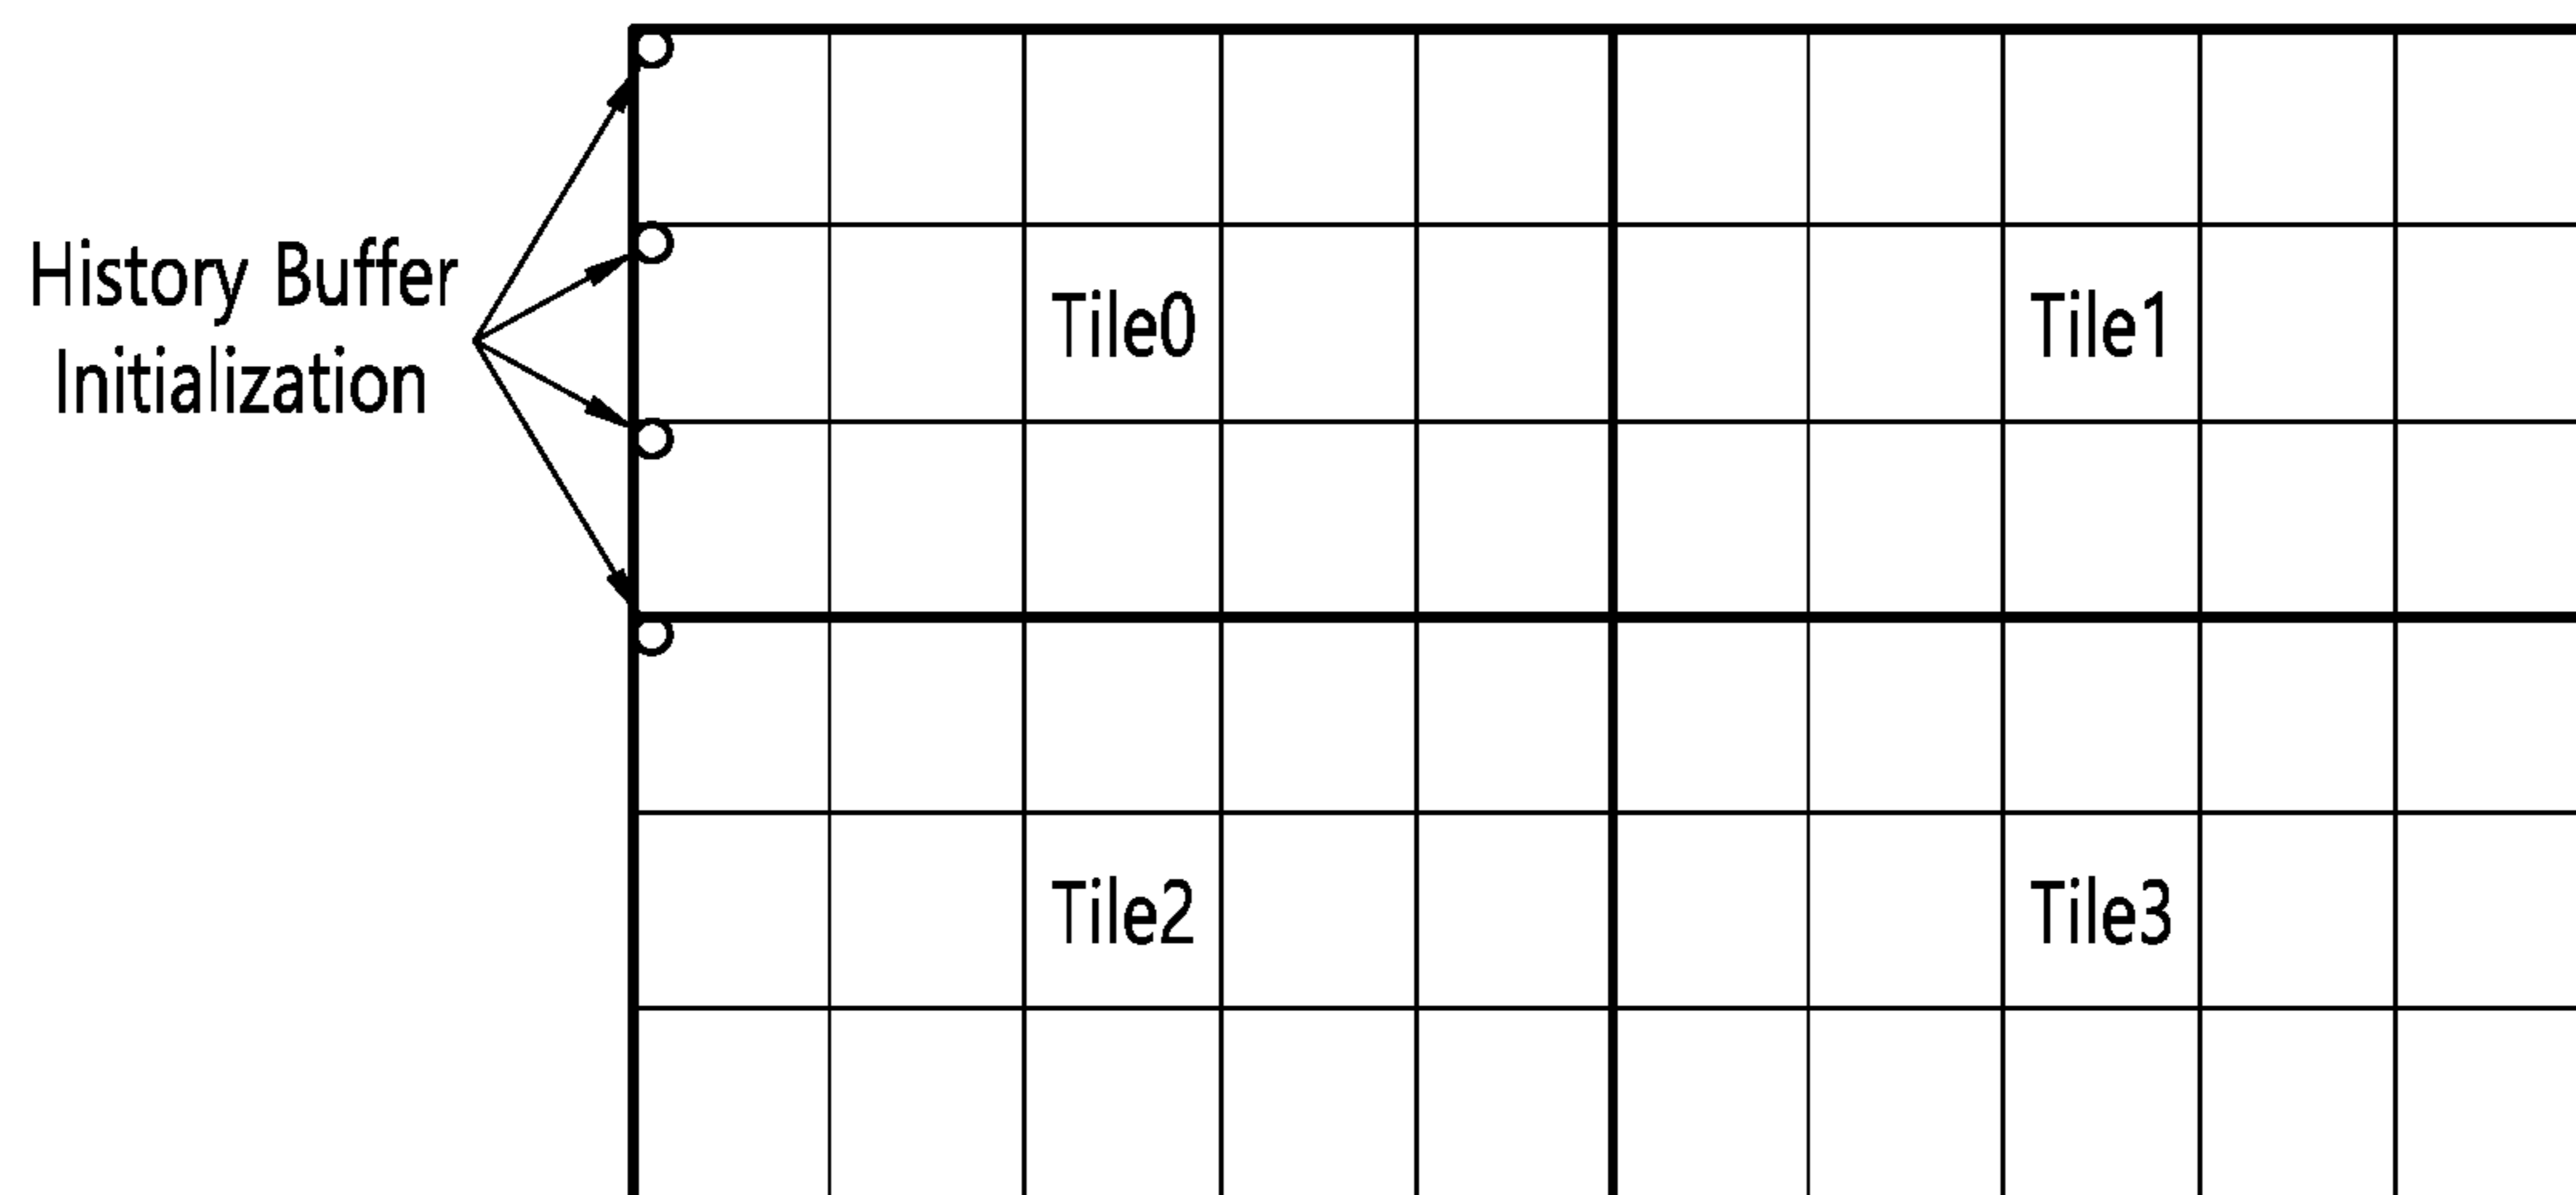 History Buffer
Initialization
Tile0
Tile1
Tile2
Tile3